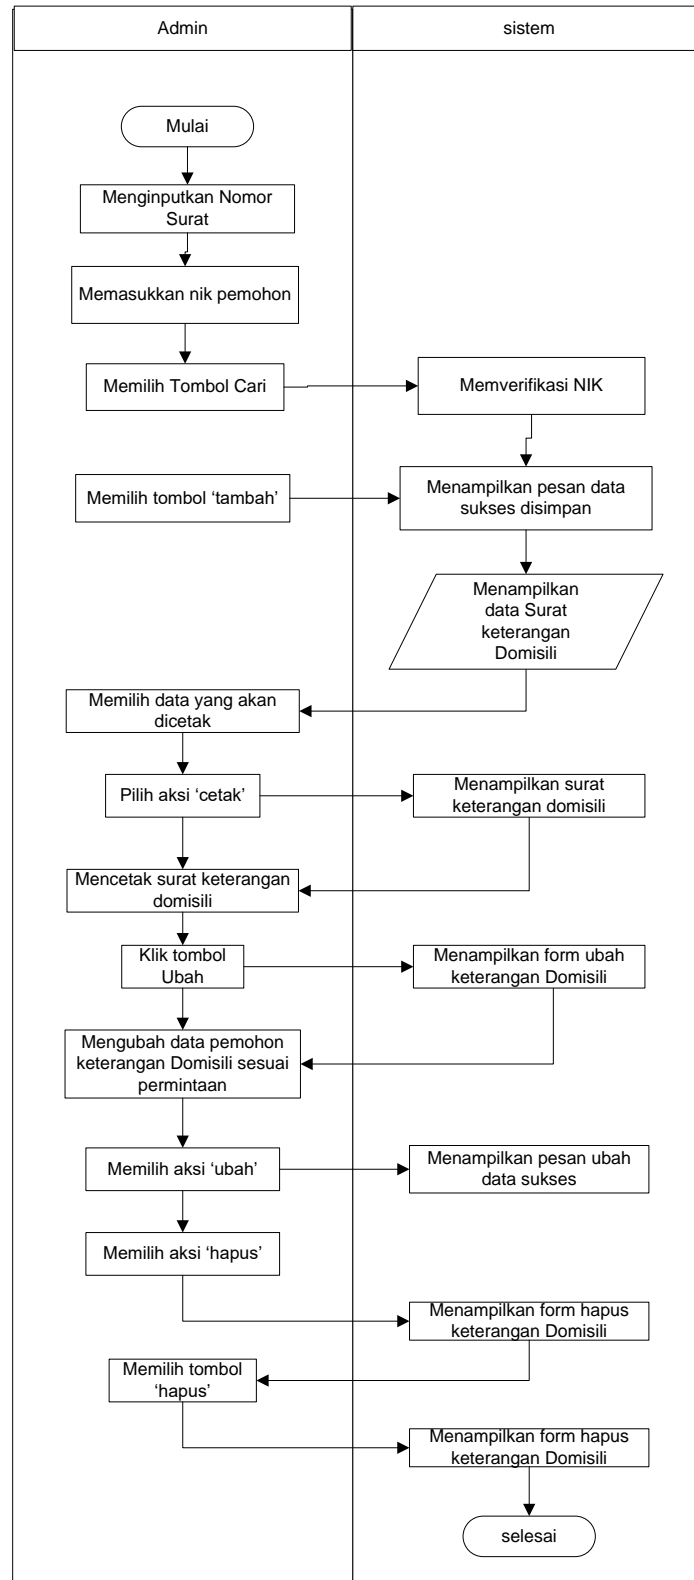 Admin
sistem
Mulai
Menginputkan Nomor
Surat
Memasukkan nik pemohon
Memilih Tombol Cari
Memverifikasi NIK
Memilih tombol ‘tambah’
Menampilkan pesan data
sukses disimpan
Menampilkan
data Surat
keterangan
Domisili
Memilih data yang akan
dicetak
Pilih aksi ‘cetak’
Menampilkan surat
keterangan domisili
Mencetak surat keterangan
domisili
Klik tombol
Ubah
Menampilkan form ubah
keterangan Domisili
Mengubah data pemohon
keterangan Domisili sesuai
permintaan
Memilih aksi ‘ubah’
Menampilkan pesan ubah
data sukses
Memilih aksi ‘hapus’
Menampilkan form hapus
keterangan Domisili
Memilih tombol
‘hapus’
Menampilkan form hapus
keterangan Domisili
selesai